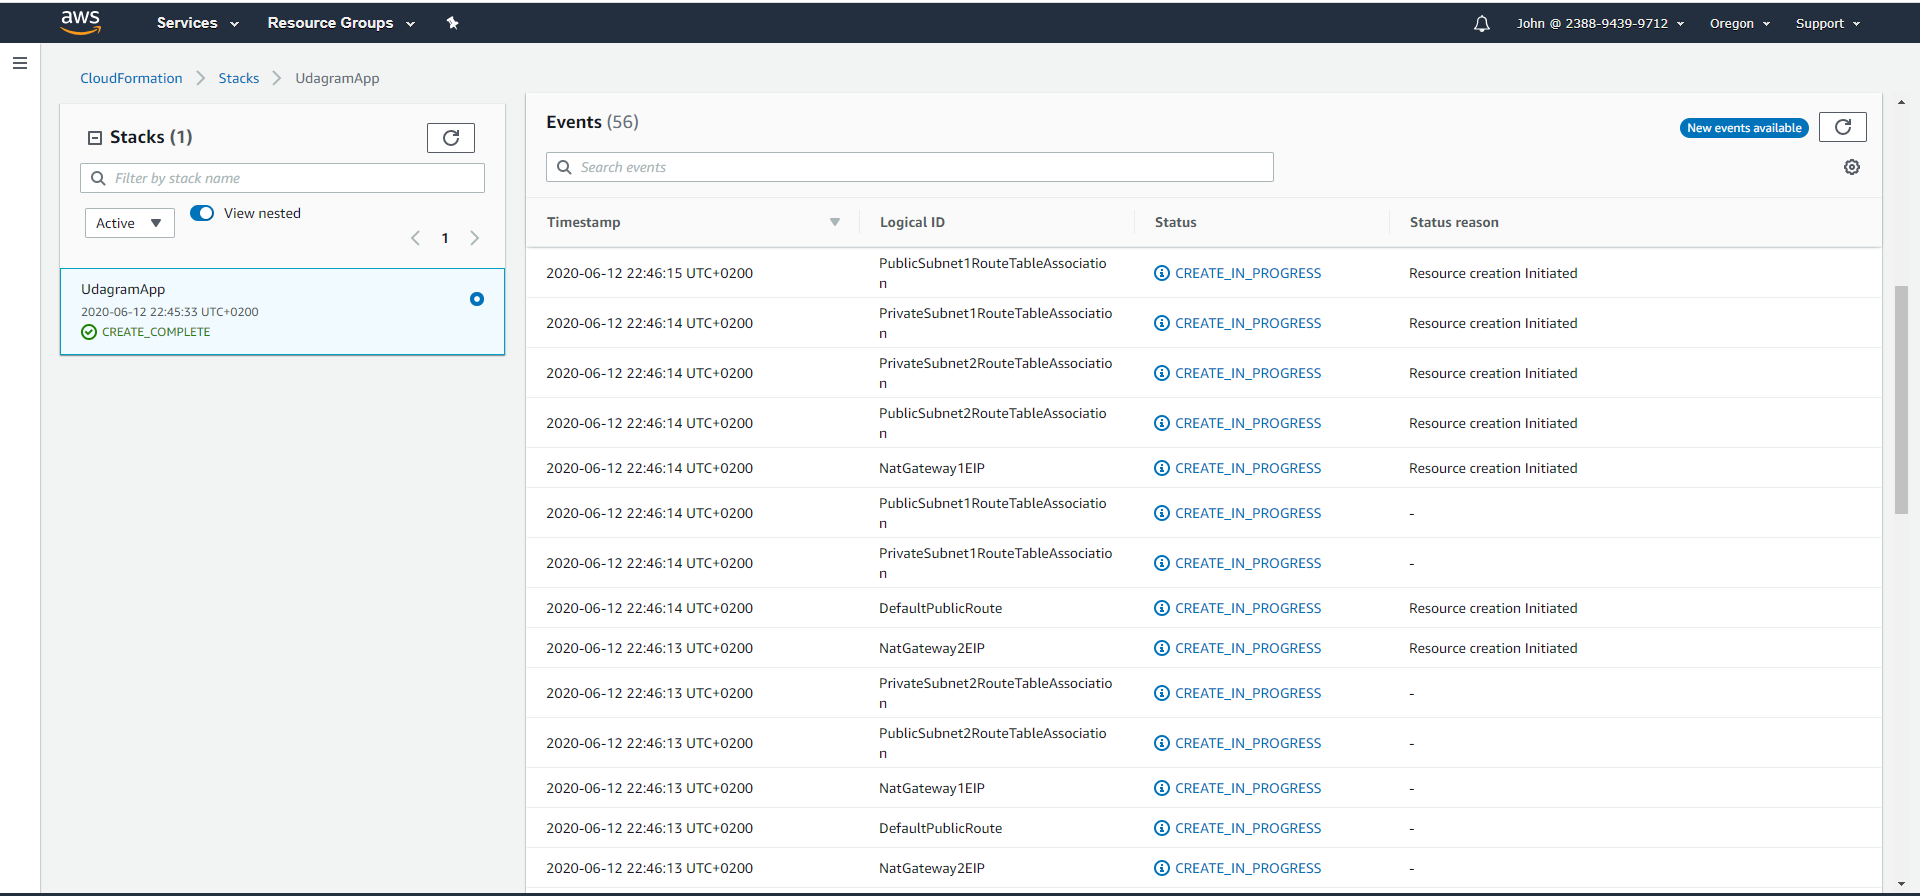 aws Services Resource Groups John @ 2388-9439-9712 Oregon Support
CloudFormation Stacks UdagramApp
Stacks (1)
Filter by stack name
Active View nested
1
UdagramApp
2020-06-12 22:45:33 UTC+0200
CREATE_COMPLETE
Events (56)
New events available
Search events
Timestamp Logical ID Status Status reason
2020-06-12 22:46:15 UTC+0200 PublicSubnet1RouteTableAssociatio CREATE_IN_PROGRESS Resource creation Initiated
n
2020-06-12 22:46:14 UTC+0200 PrivateSubnet1RouteTableAssociatio CREATE_IN_PROGRESS Resource creation Initiated
n
2020-06-12 22:46:14 UTC+0200 PrivateSubnet2RouteTableAssociatio CREATE_IN_PROGRESS Resource creation Initiated
n
2020-06-12 22:46:14 UTC+0200 PublicSubnet2RouteTableAssociatio CREATE_IN_PROGRESS Resource creation Initiated
n
2020-06-12 22:46:14 UTC+0200 NatGateway1EIP CREATE_IN_PROGRESS Resource creation Initiated
2020-06-12 22:46:14 UTC+0200 PublicSubnet1RouteTableAssociatio CREATE_IN_PROGRESS -
n
2020-06-12 22:46:14 UTC+0200 PrivateSubnet1RouteTableAssociatio CREATE_IN_PROGRESS -
n
2020-06-12 22:46:14 UTC+0200 DefaultPublicRoute CREATE_IN_PROGRESS Resource creation Initiated
2020-06-12 22:46:13 UTC+0200 NatGateway2EIP CREATE_IN_PROGRESS Resource creation Initiated
2020-06-12 22:46:13 UTC+0200 PrivateSubnet2RouteTableAssociatio CREATE_IN_PROGRESS -
n
2020-06-12 22:46:13 UTC+0200 PublicSubnet2RouteTableAssociatio CREATE_IN_PROGRESS -
n
2020-06-12 22:46:13 UTC+0200 NatGateway1EIP CREATE_IN_PROGRESS -
2020-06-12 22:46:13 UTC+0200 DefaultPublicRoute CREATE_IN_PROGRESS -
2020-06-12 22:46:13 UTC+0200 NatGateway2EIP CREATE_IN_PROGRESS -